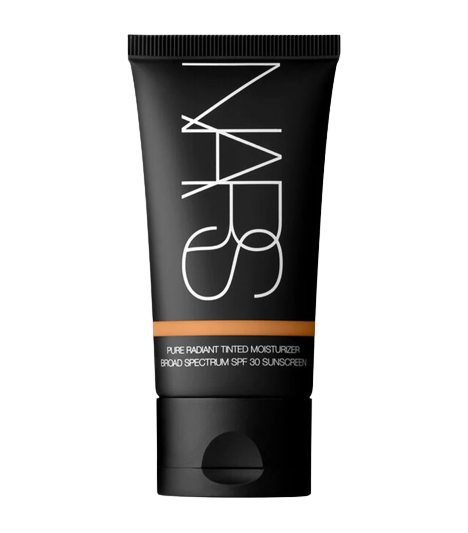 NARS
PURE RADIANT TINTED MOISTURIZER
BROAD SPECTRUM SPF 30 SUNSCREEN